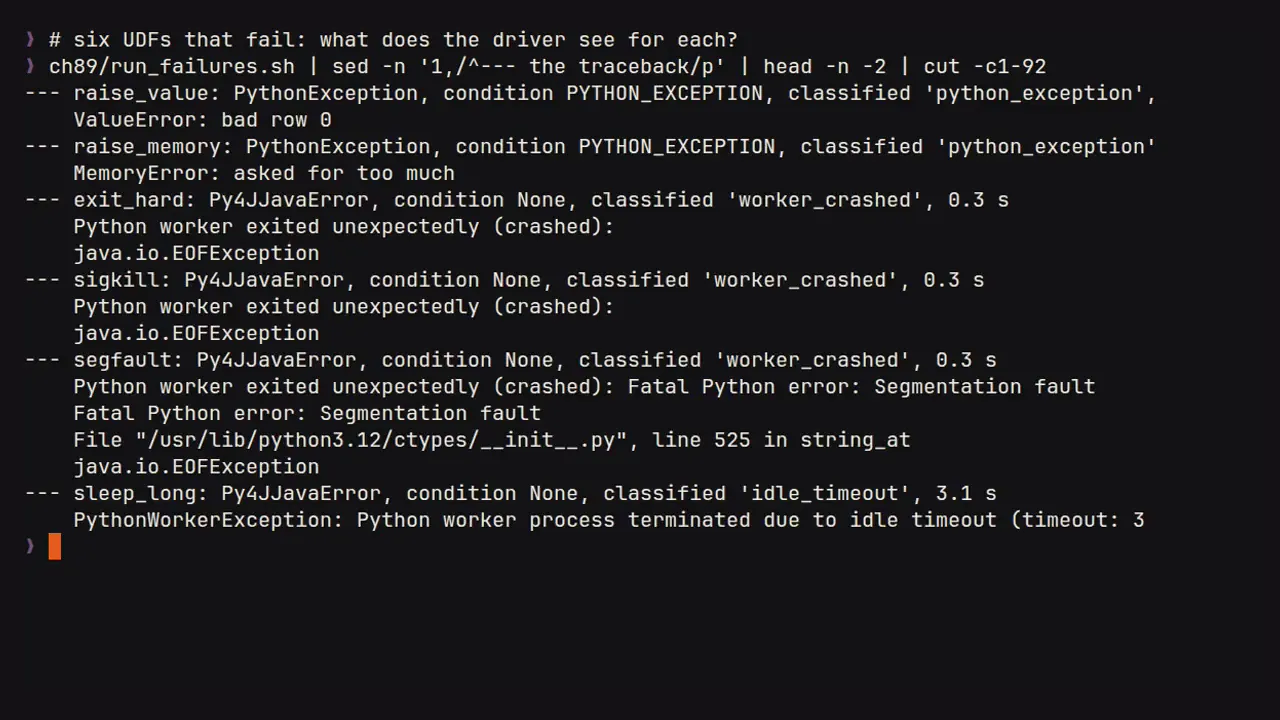 ❯ # six UDFs that fail: what does the driver see for each?
❯ ch89/run_failures.sh | sed -n '1,/^--- the traceback/p' | head -n -2 | cut -c1-92
--- raise_value: PythonException, condition PYTHON_EXCEPTION, classified 'python_exception',
    ValueError: bad row 0
--- raise_memory: PythonException, condition PYTHON_EXCEPTION, classified 'python_exception'
    MemoryError: asked for too much
--- exit_hard: Py4JJavaError, condition None, classified 'worker_crashed', 0.3 s
    Python worker exited unexpectedly (crashed):
    java.io.EOFException
--- sigkill: Py4JJavaError, condition None, classified 'worker_crashed', 0.3 s
    Python worker exited unexpectedly (crashed):
    java.io.EOFException
--- segfault: Py4JJavaError, condition None, classified 'worker_crashed', 0.3 s
    Python worker exited unexpectedly (crashed): Fatal Python error: Segmentation fault
    Fatal Python error: Segmentation fault
    File "/usr/lib/python3.12/ctypes/__init__.py", line 525 in string_at
    java.io.EOFException
--- sleep_long: Py4JJavaError, condition None, classified 'idle_timeout', 3.1 s
    PythonWorkerException: Python worker process terminated due to idle timeout (timeout: 3
❯